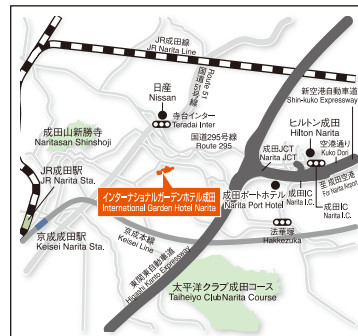 JR成田線
JR Narita Line
国道51号線
Route 51
新空港自動車道
Shin-kuko Expressway
日産
Nissan
寺台インター
Teradai Inter
国道295号線
Route 295
ヒルトン成田
Hilton Narita
空港通り
Kuko Dori
成田山新勝寺
Naritasan Shinshoji
成田JCT
Narita JCT
至 成田空港
For Narita Airport
JR成田駅
JR Narita Sta.
インターナショナルガーデンホテル成田
International Garden Hotel Narita
成田ポートホテル
Narita Port Hotel
成田IC
Narita I.C.
成田IC
Narita I.C.
京成成田駅
Keisei Narita Sta.
京成本線
Keisei Line
法華塚
Hakkezuka
東関東自動車道
Higashi Kanto Expressway
太平洋クラブ成田コース
Taiheiyo ClubNarita Course